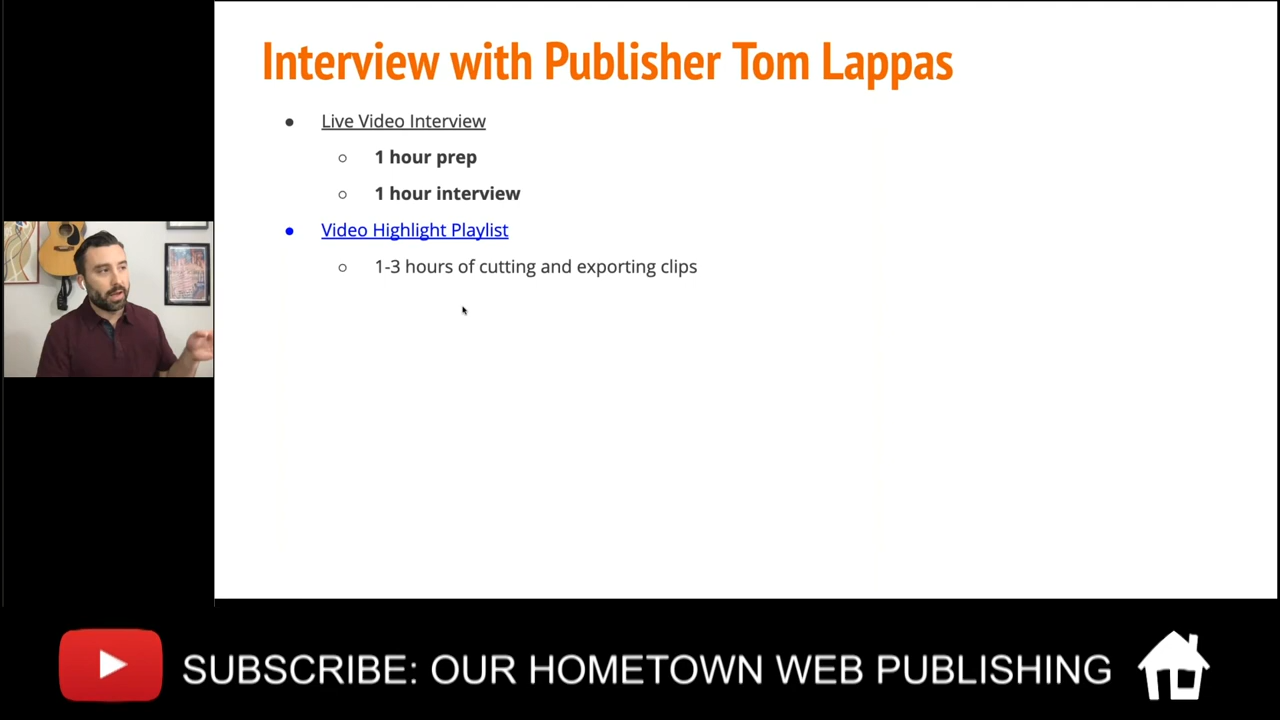 Interview with Publisher Tom Lappas
Live Video Interview
1 hour prep
1 hour interview
Video Highlight Playlist
1-3 hours of cutting and exporting clips
SUBSCRIBE: OUR HOMETOWN WEB PUBLISHING